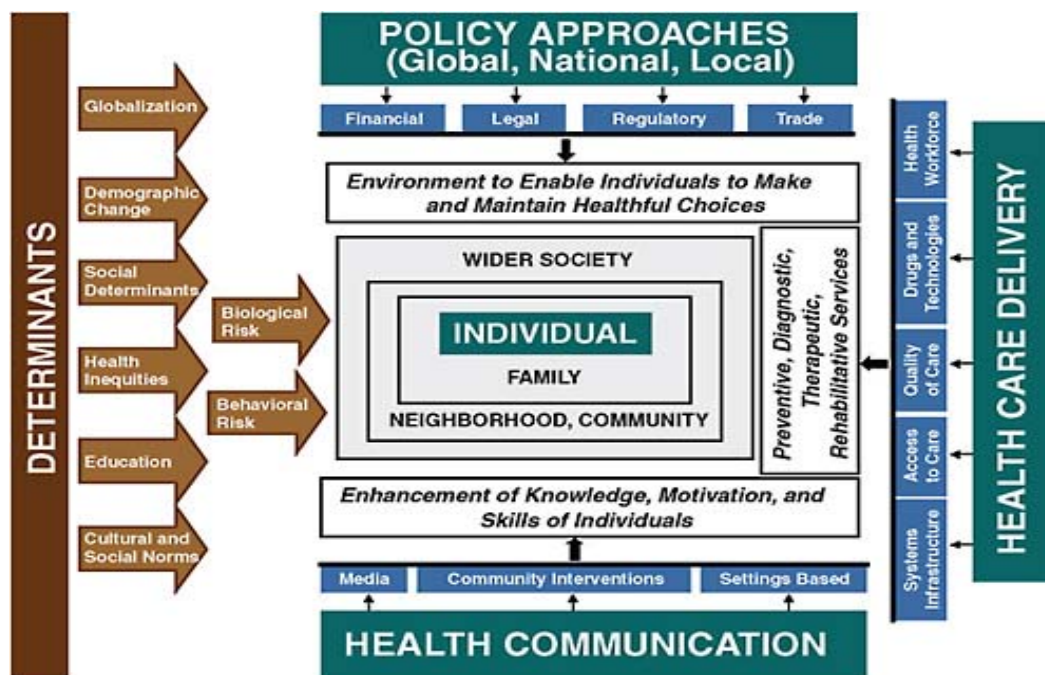 DETERMINANTS
Globalization
Demographic
Change
Social
Determinants
Health
Inequities
Education
Cultural and
Social Norms
Biological
Risk
Behavioral
Risk
POLICY APPROACHES
(Global, National, Local)
Financial
Legal
Regulatory
Trade
Environment to Enable Individuals to Make
and Maintain Healthful Choices
WIDER SOCIETY
INDIVIDUAL
FAMILY
NEIGHBORHOOD, COMMUNITY
Preventive, Diagnostic,
Therapeutic,
Rehabilitative Services
Enhancement of Knowledge, Motivation, and
Skills of Individuals
Media
Community Interventions
Settings Based
HEALTH COMMUNICATION
Health
Workforce
Drugs and
Technologies
Quality
of Care
Access
to Care
Systems
Infrastructure
HEALTH CARE DELIVERY